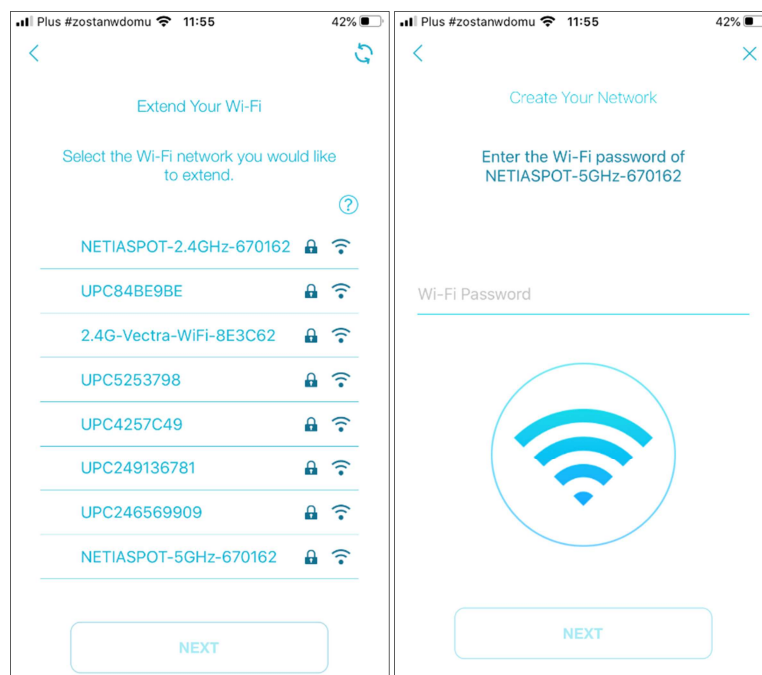 Plus #zostanwdomu 11:55 42%
Extend Your Wi-Fi
Select the Wi-Fi network you would like
to extend.
?
NETIASPOT-2.4GHz-670162
UPC84BE9BE
2.4G-Vectra-WiFi-8E3C62
UPC5253798
UPC4257C49
UPC249136781
UPC246569909
NETIASPOT-5GHz-670162
NEXT
Plus #zostanwdomu 11:55 42%
Create Your Network
Enter the Wi-Fi password of
NETIASPOT-5GHz-670162
Wi-Fi Password
NEXT